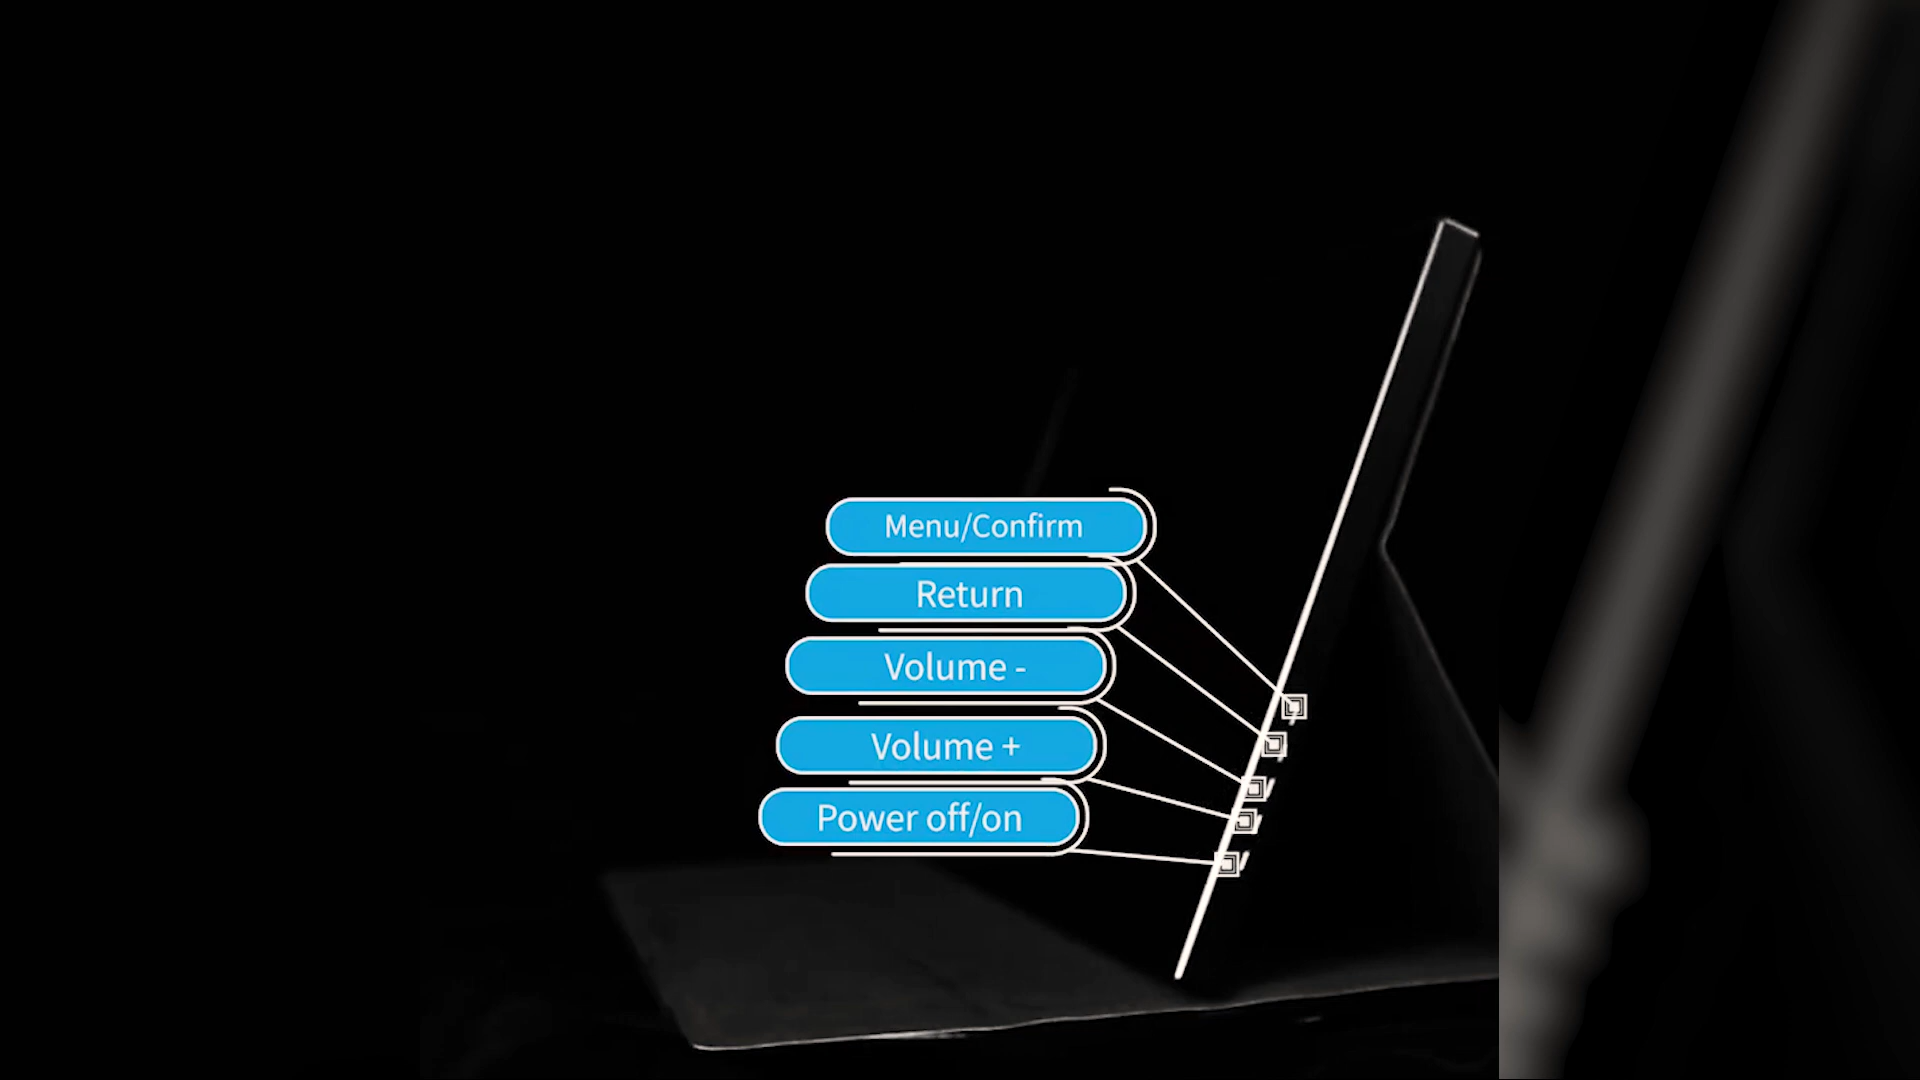 Menu/Confirm
Return
Volume -
Volume +
Power off/on